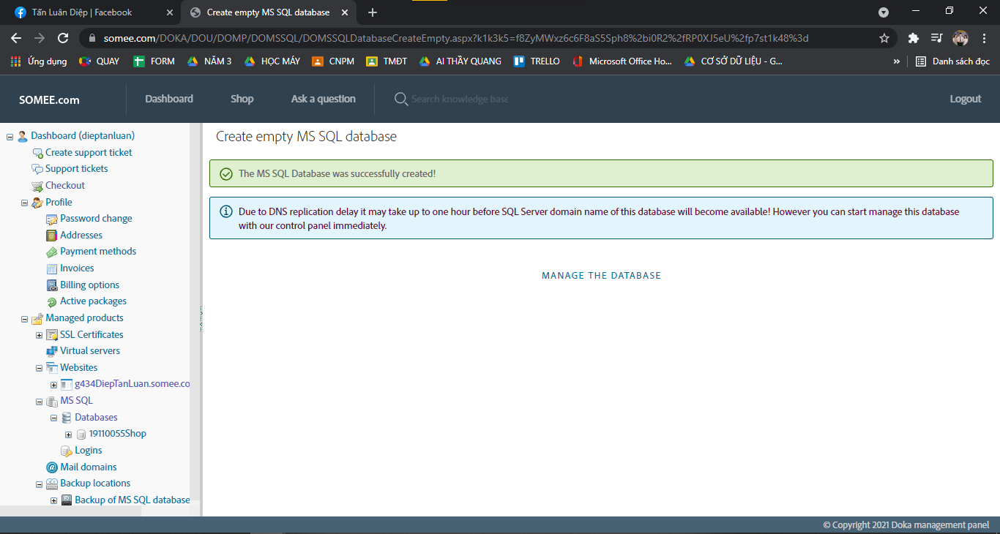 Tấn Luân Diệp | Facebook
Create empty MS SQL database
somee.com/DOKA/DOU/DOMP/DOMSSQL/DOMSSQLDatabaseCreateEmpty.aspx?k1k3k5=f8ZyMWxz6c6F8aS5Sph8%2bi0R2%2fRP0XJ5eU%2fp7st1k48%3d
Ứng dụng QUAY FORM NĂM 3 HỌC MÁY CNPM TMĐT AI THẦY QUANG TRELLO Microsoft Office Ho... CƠ SỞ DỮ LIỆU - G... » Danh sách đọc
SOMEE.com Dashboard Shop Ask a question Search knowledge base Logout
Dashboard (dieptanluan)
Create support ticket
Support tickets
Checkout
Profile
Password change
Addresses
Payment methods
Invoices
Billing options
Active packages
Managed products
SSL Certificates
Virtual servers
Websites
g434DiepTanLuan.somee.co
MS SQL
Databases
19110055Shop
Logins
Mail domains
Backup locations
Backup of MS SQL database
Create empty MS SQL database
The MS SQL Database was successfully created!
Due to DNS replication delay it may take up to one hour before SQL Server domain name of this database will become available! However you can start manage this database
with our control panel immediately.
MANAGE THE DATABASE
© Copyright 2021 Doka management panel